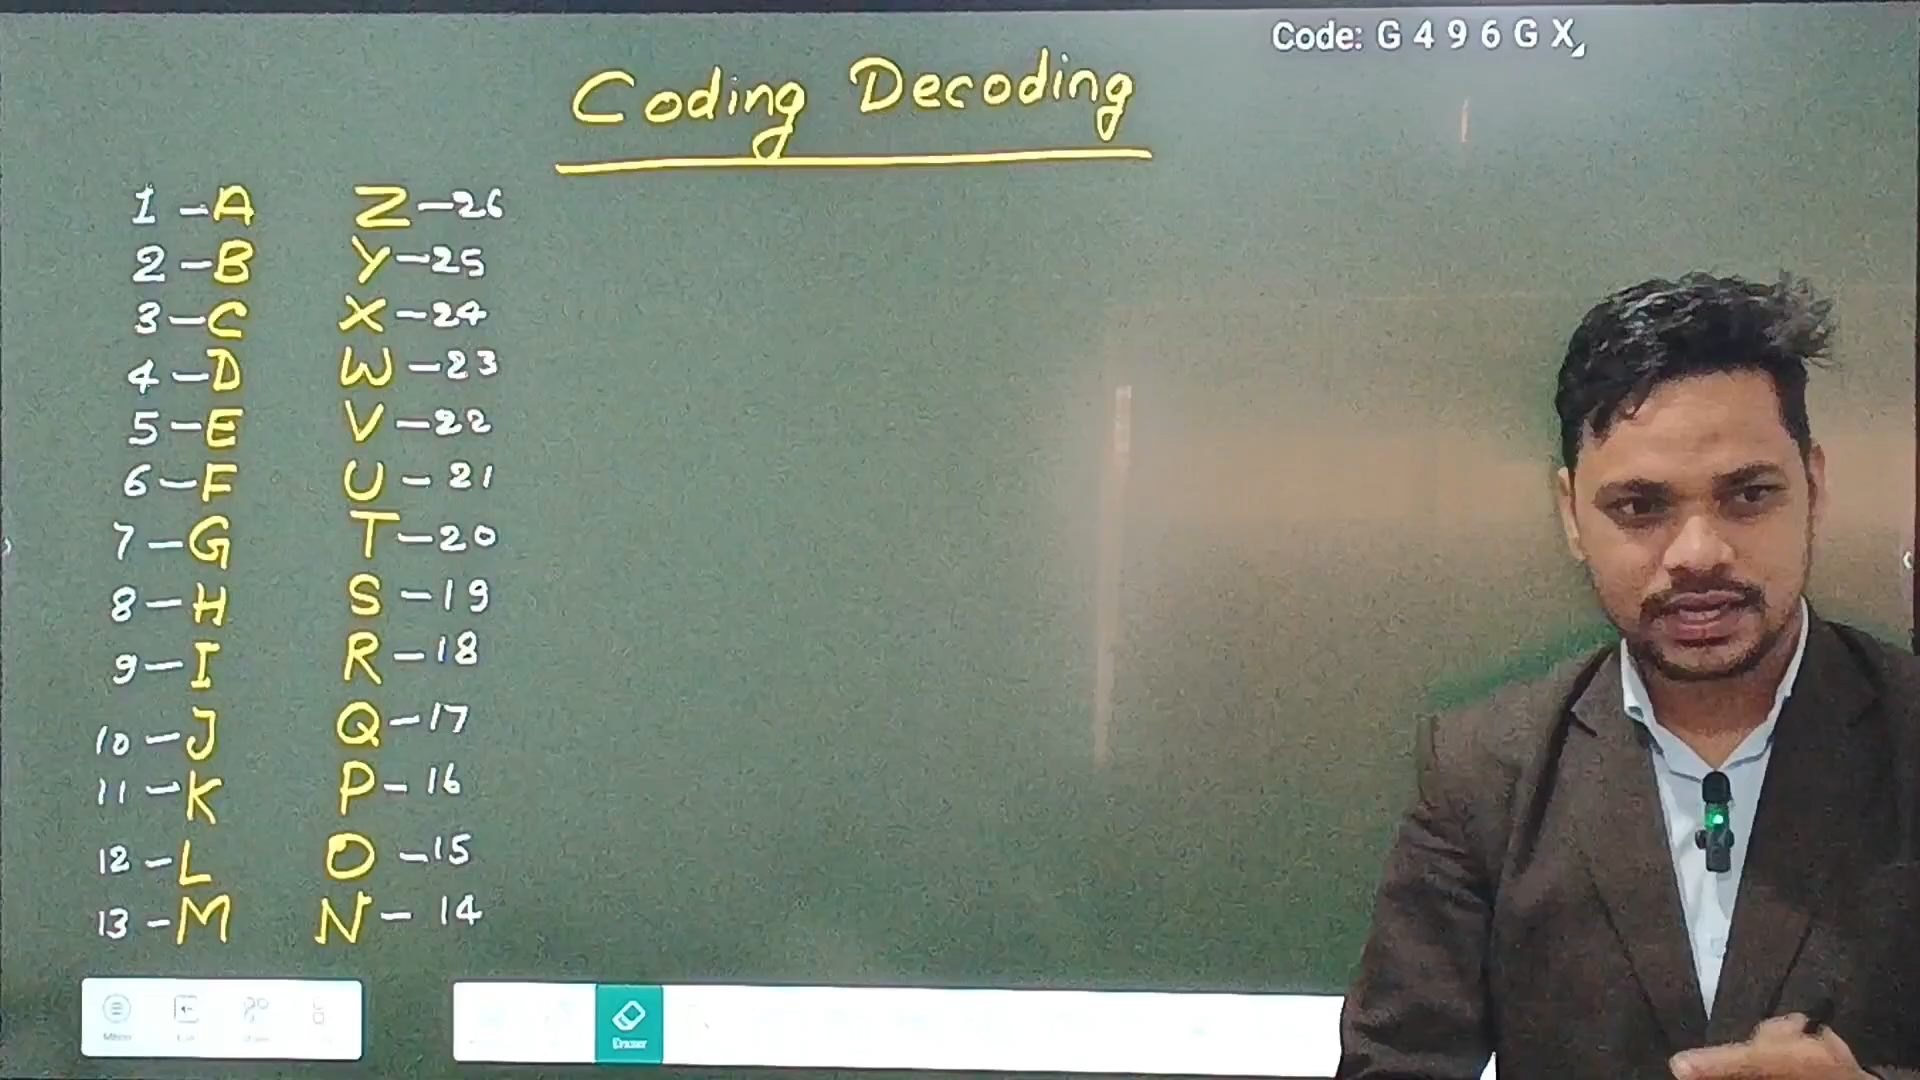 Code: G 4 9 6 G X
Coding Decoding
1 - A Z - 26
2 - B Y - 25
3 - C X - 24
4 - D W - 23
5 - E V - 22
6 - F U - 21
7 - G T - 20
8 - H S - 19
9 - I R - 18
10 - J Q - 17
11 - K P - 16
12 - L O - 15
13 - M N - 14
Eraser